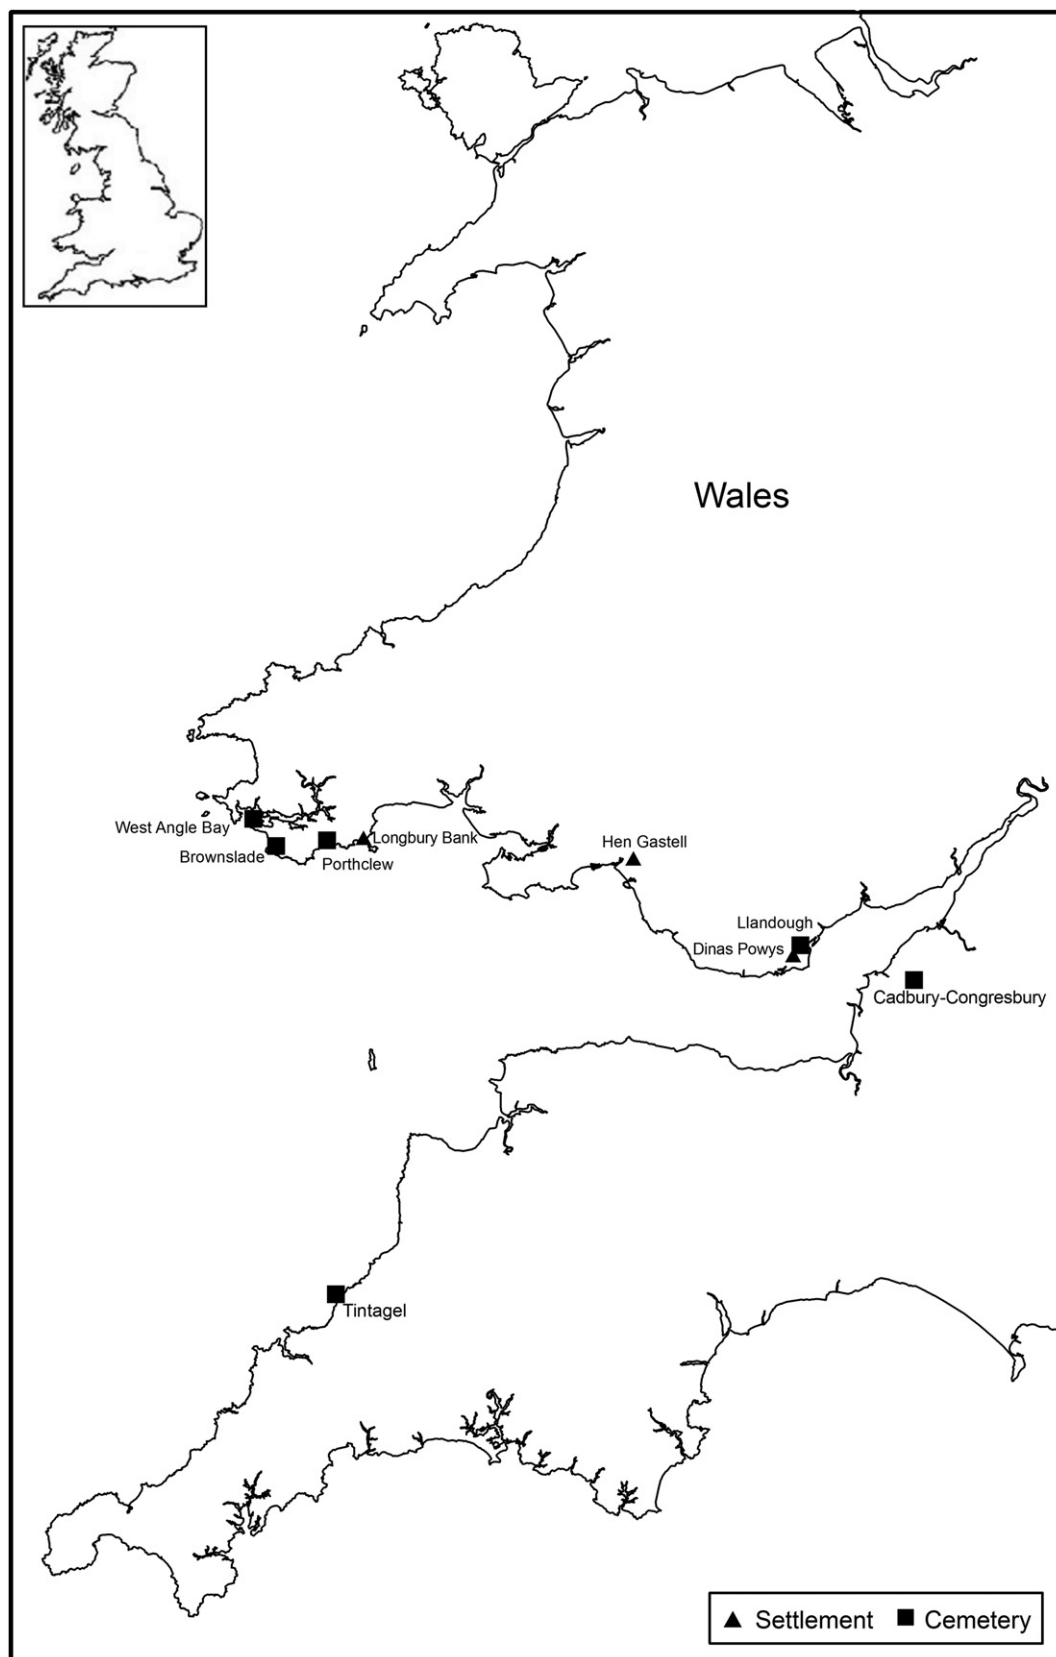 Wales
West Angle Bay
Longbury Bank
Brownslade
Porthclew
Hen Gastell
Llandough
Dinas Powys
Cadbury-Congresbury
Tintagel
Settlement
Cemetery